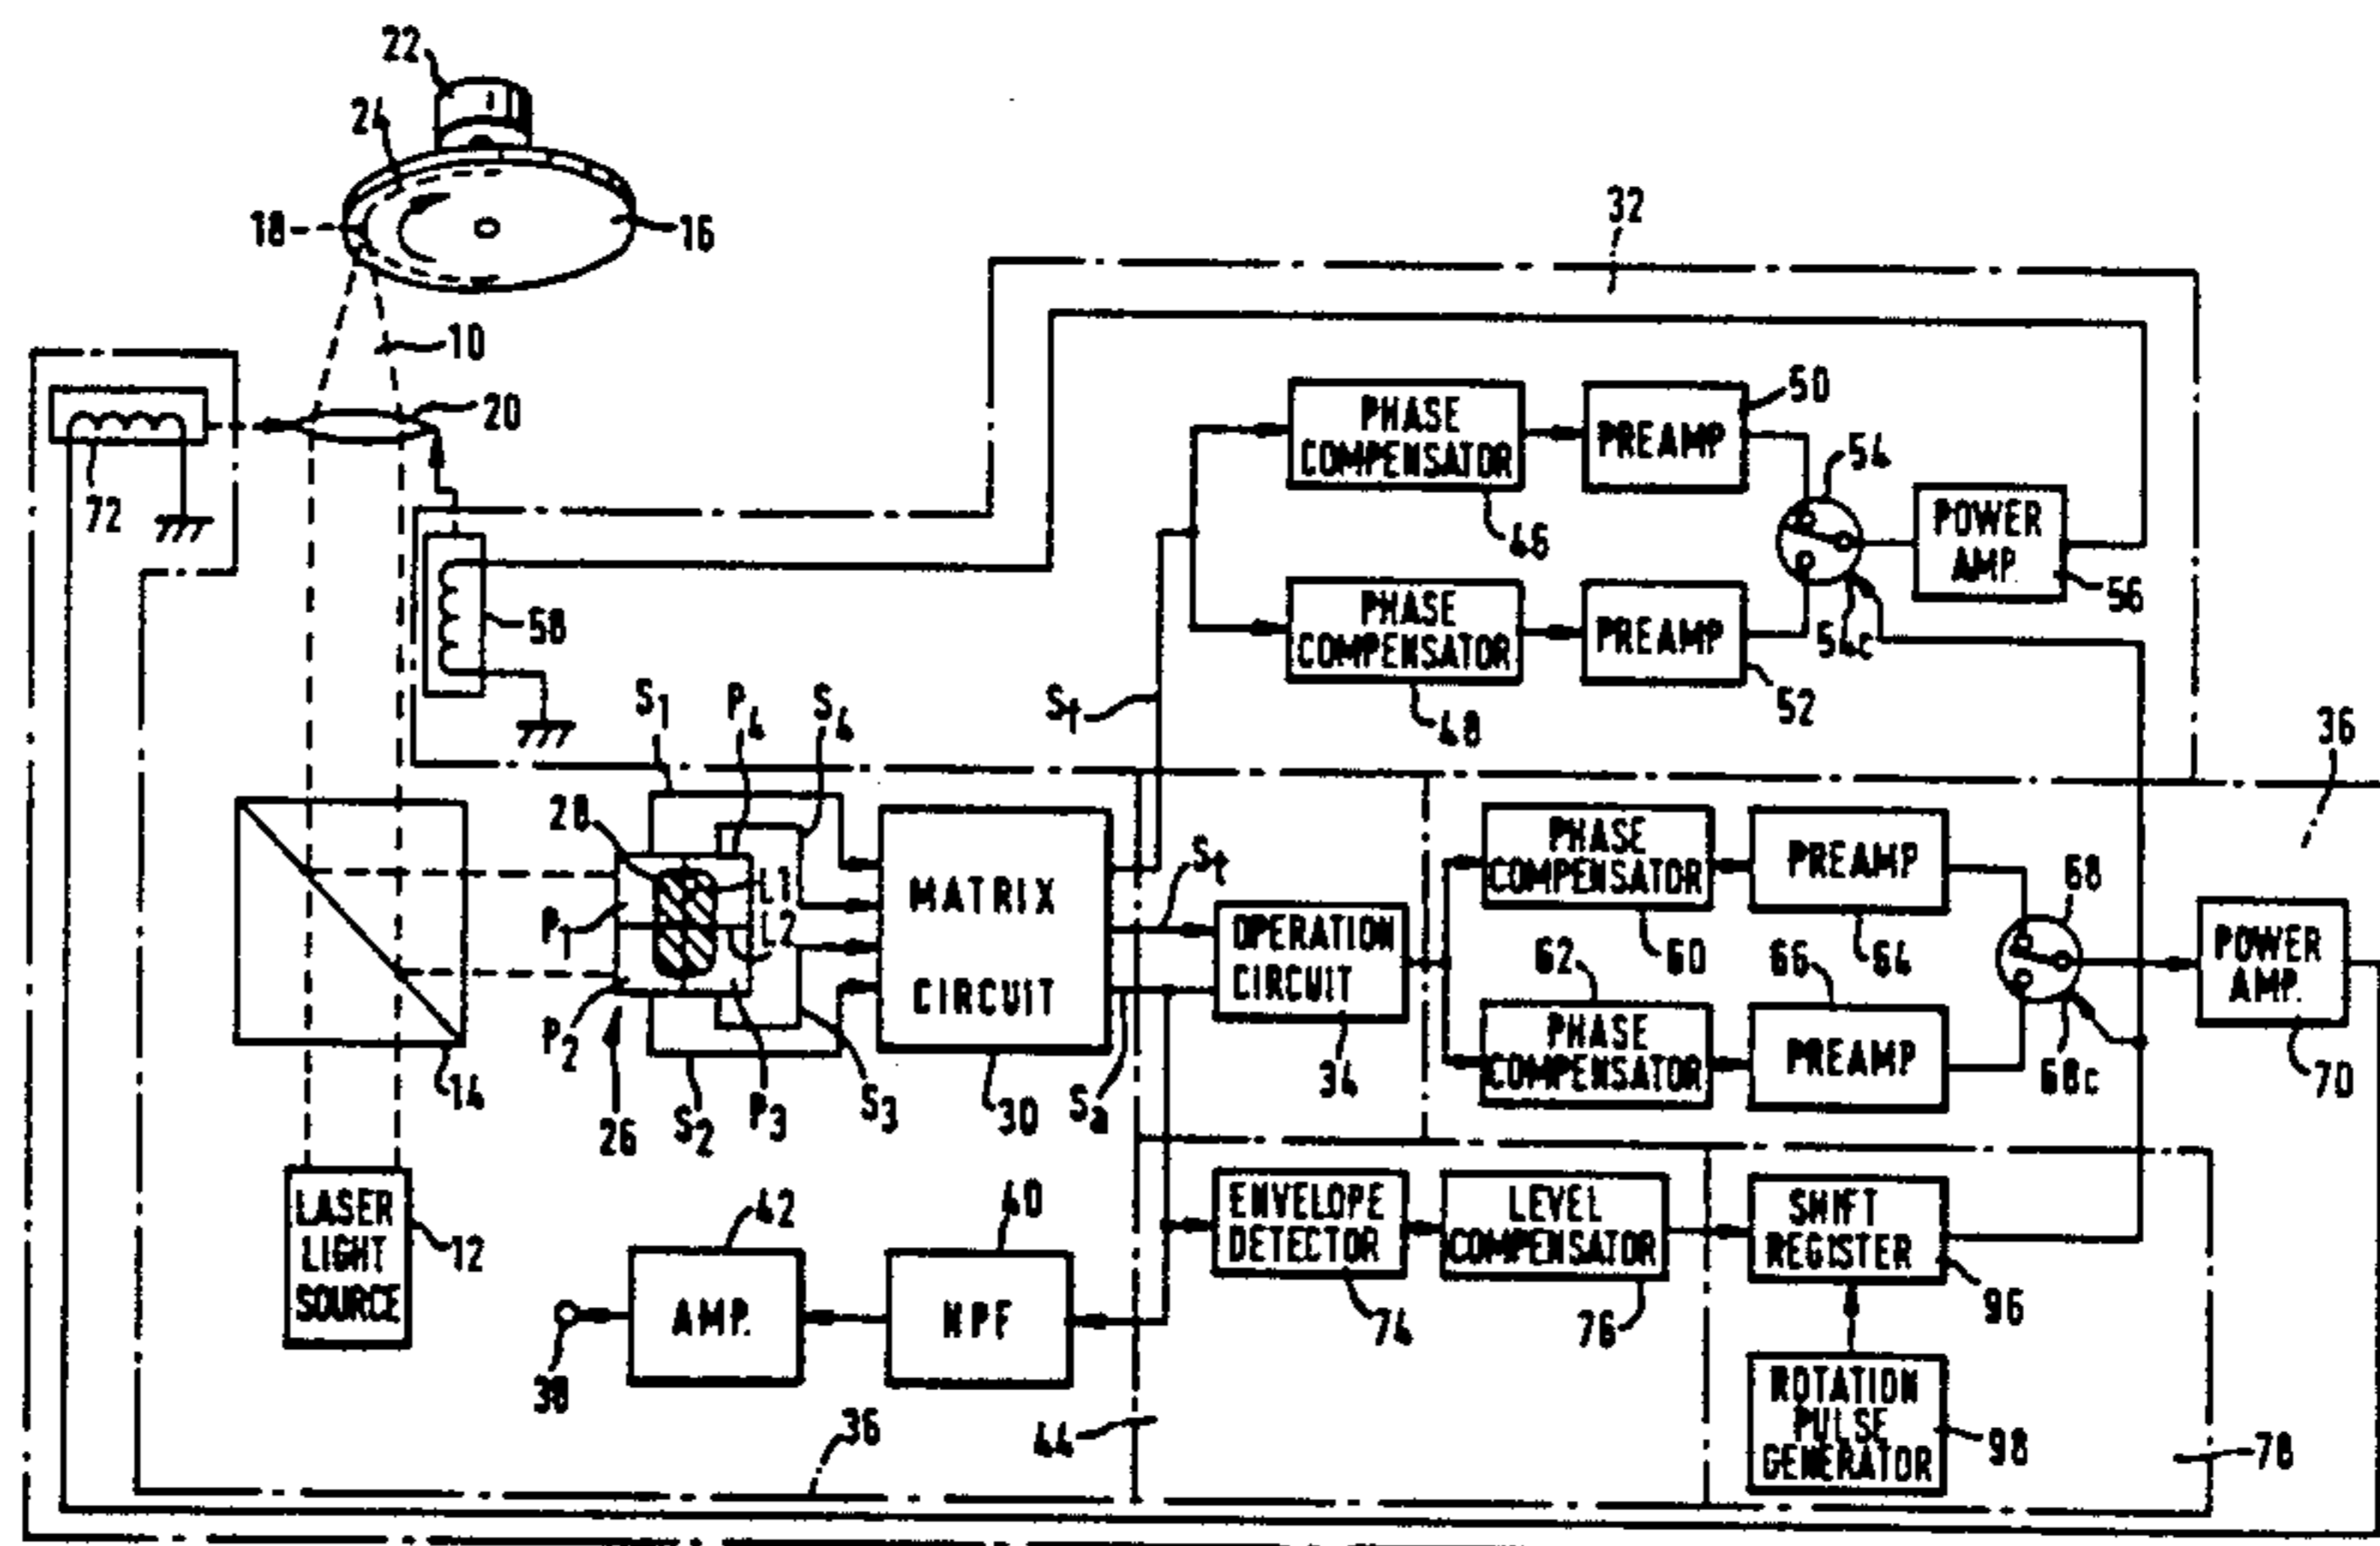 22
24
18
16
32
10
20
72
PHASE
COMPENSATOR
46
PREAMP
50
54
POWER
AMP.
56
54c
PHASE
COMPENSATOR
48
PREAMP
52
58
Sf
36
S1
P4
S4
28
L1
L2
P1
P2
26
S2
P3
S3
14
MATRIX
CIRCUIT
30
St
Sa
OPERATION
CIRCUIT
34
PHASE
COMPENSATOR
60
PREAMP
64
62
PHASE
COMPENSATOR
66
PREAMP
68
68c
POWER
AMP.
70
LASER
LIGHT
SOURCE
12
38
42
AMP.
40
HPF
44
ENVELOPE
DETECTOR
74
LEVEL
COMPENSATOR
76
SHIFT
REGISTER
96
ROTATION
PULSE
GENERATOR
98
78
36